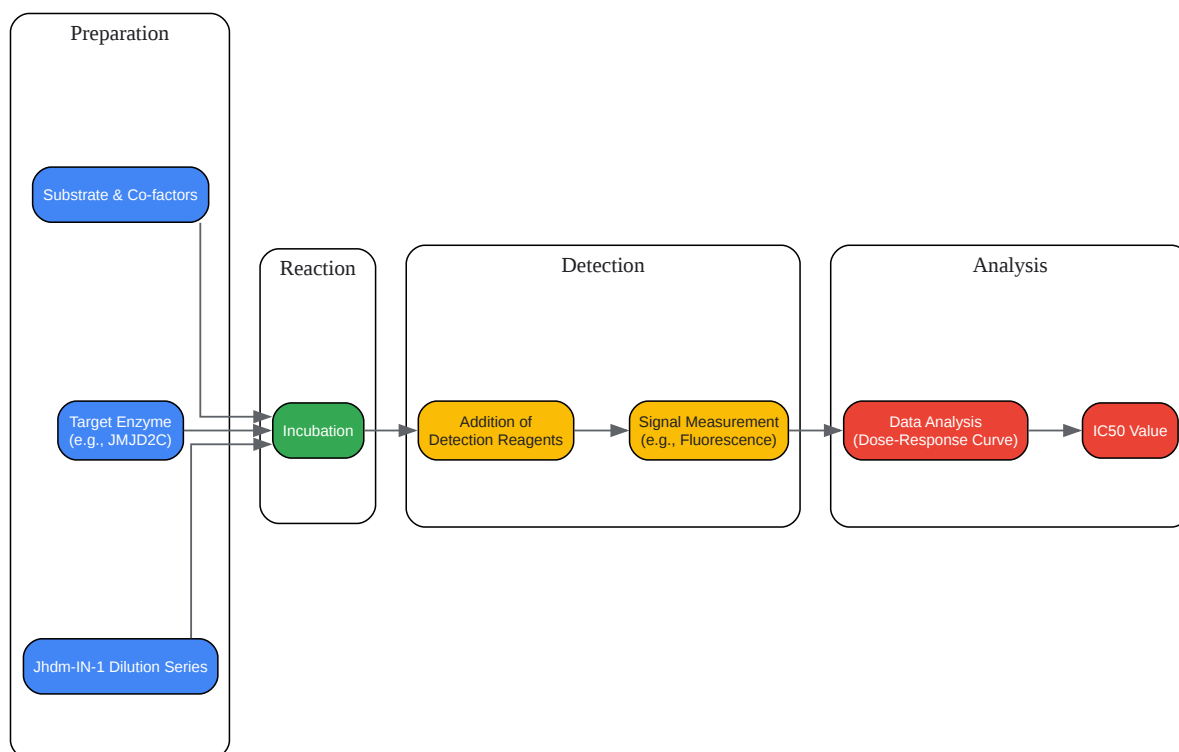 Preparation
Substrate & Co-factors
Target Enzyme
(e.g., JMJD2C)
Jhdm-IN-1 Dilution Series
Reaction
Incubation
Detection
Addition of
Detection Reagents
Signal Measurement
(e.g., Fluorescence)
Analysis
Data Analysis
(Dose-Response Curve)
IC50 Value